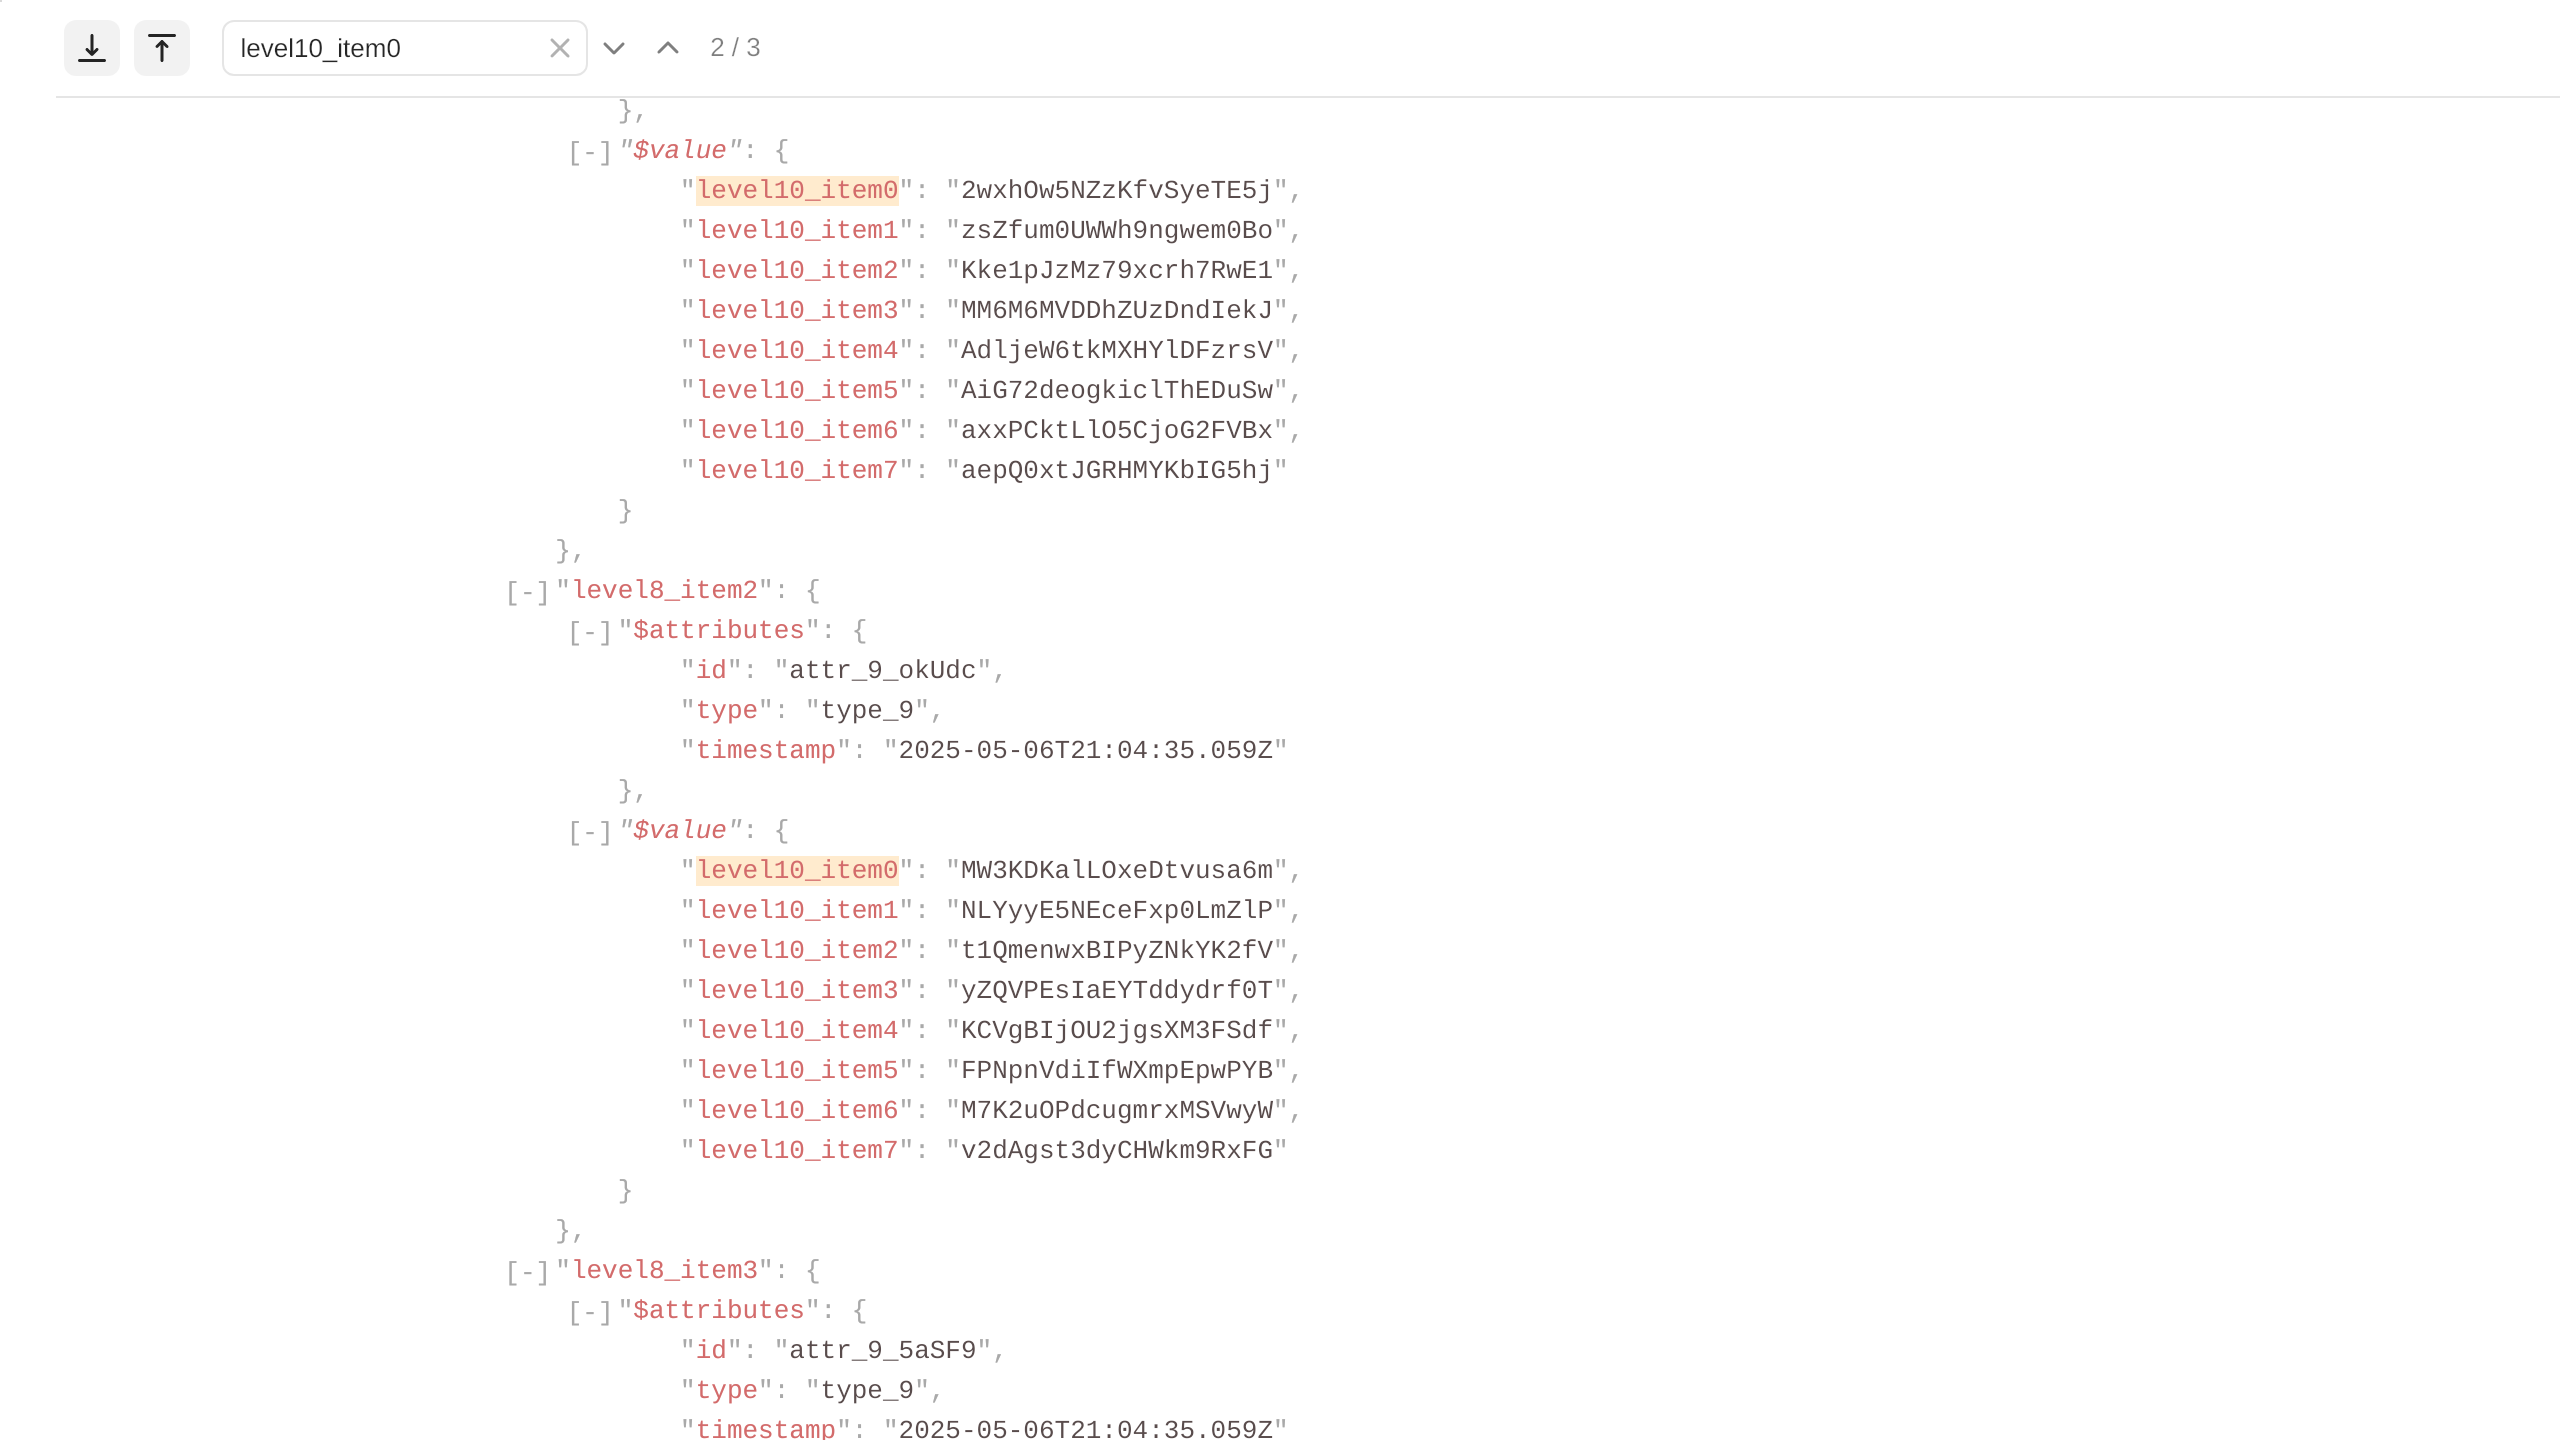 level10_item0 2 / 3
},
[-] "$value": {
"level10_item0": "2wxhOw5NZzKfvSyeTE5j",
"level10_item1": "zsZfum0UWWh9ngwem0Bo",
"level10_item2": "Kke1pJzMz79xcrh7RwE1",
"level10_item3": "MM6M6MVDDhZUzDndIekJ",
"level10_item4": "AdljeW6tkMXHYlDFzrsV",
"level10_item5": "AiG72deogkiclThEDuSw",
"level10_item6": "axxPCktLlO5CjoG2FVBx",
"level10_item7": "aepQ0xtJGRHMYKbIG5hj"
}
},
[-] "level8_item2": {
[-] "$attributes": {
"id": "attr_9_okUdc",
"type": "type_9",
"timestamp": "2025-05-06T21:04:35.059Z"
},
[-] "$value": {
"level10_item0": "MW3KDKalLOxeDtvusa6m",
"level10_item1": "NLYyyE5NEceFxp0LmZlP",
"level10_item2": "t1QmenwxBIPyZNkYK2fV",
"level10_item3": "yZQVPEsIaEYTddydrf0T",
"level10_item4": "KCVgBIjOU2jgsXM3FSdf",
"level10_item5": "FPNpnVdiIfWXmpEpwPYB",
"level10_item6": "M7K2uOPdcugmrxMSVwyW",
"level10_item7": "v2dAgst3dyCHWkm9RxFG"
}
},
[-] "level8_item3": {
[-] "$attributes": {
"id": "attr_9_5aSF9",
"type": "type_9",
"timestamp": "2025-05-06T21:04:35.059Z"